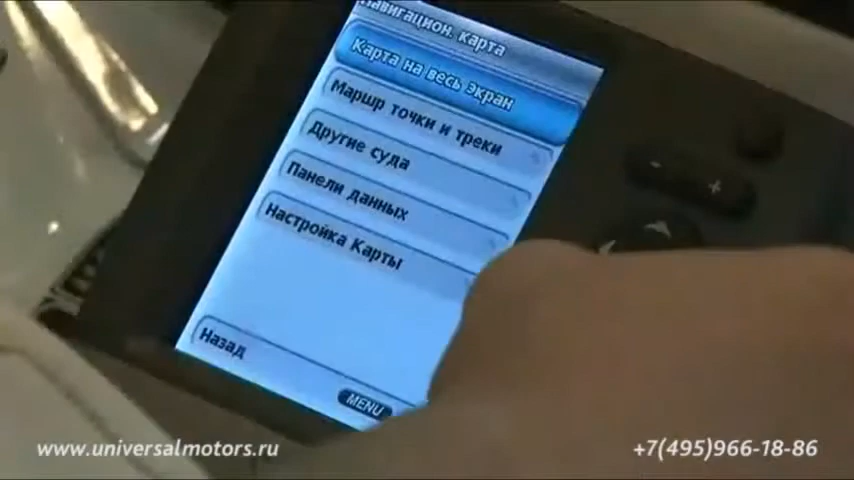 Навигацион. карта
Карта на весь экран
Маршр точки и треки
Другие суда
Панели данных
Настройка Карты
Назад
MENU
+
www.universalmotors.ru
+7(495)966-18-86